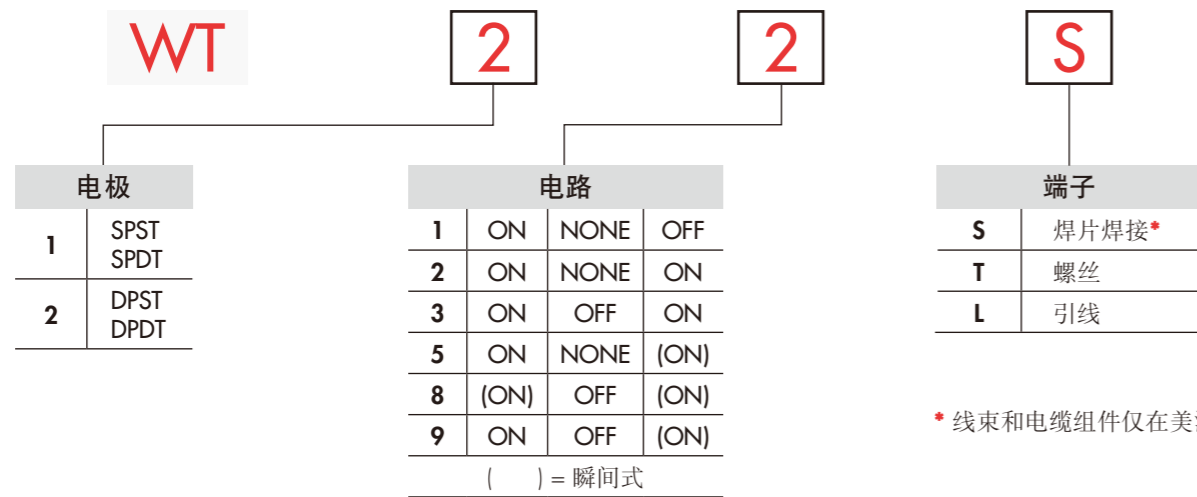 WT 2 2 S
电极
1 SPST
SPDT
2 DPST
DPDT
电路
1 ON NONE OFF
2 ON NONE ON
3 ON OFF ON
5 ON NONE (ON)
8 (ON) OFF (ON)
9 ON OFF (ON)
( ) = 瞬间式
端子
S 焊片焊接*
T 螺丝
L 引线
* 线束和电缆组件仅在美